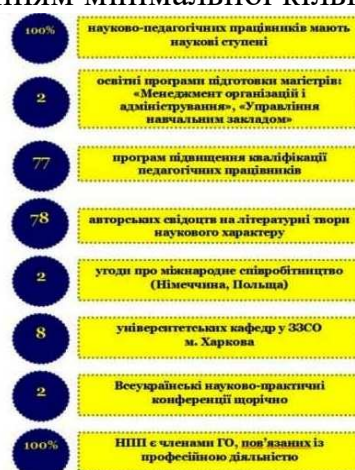 100%
науково-педагогічних працівників мають
наукові ступені
2
освітні програми підготовки магістрів:
«Менеджмент організацій і
адміністрування», «Управління
навчальним закладом»
77
програм підвищення кваліфікації
педагогічних працівників
78
авторських свідоцтв на літературні твори
наукового характеру
2
угоди про міжнародне співробітництво
(Німеччина, Польща)
8
університетських кафедр у ЗЗСО
м. Харкова
2
Всеукраїнські науково-практичні
конференції щорічно
100%
НПП є членами ГО, пов'язаних із
професійною діяльністю